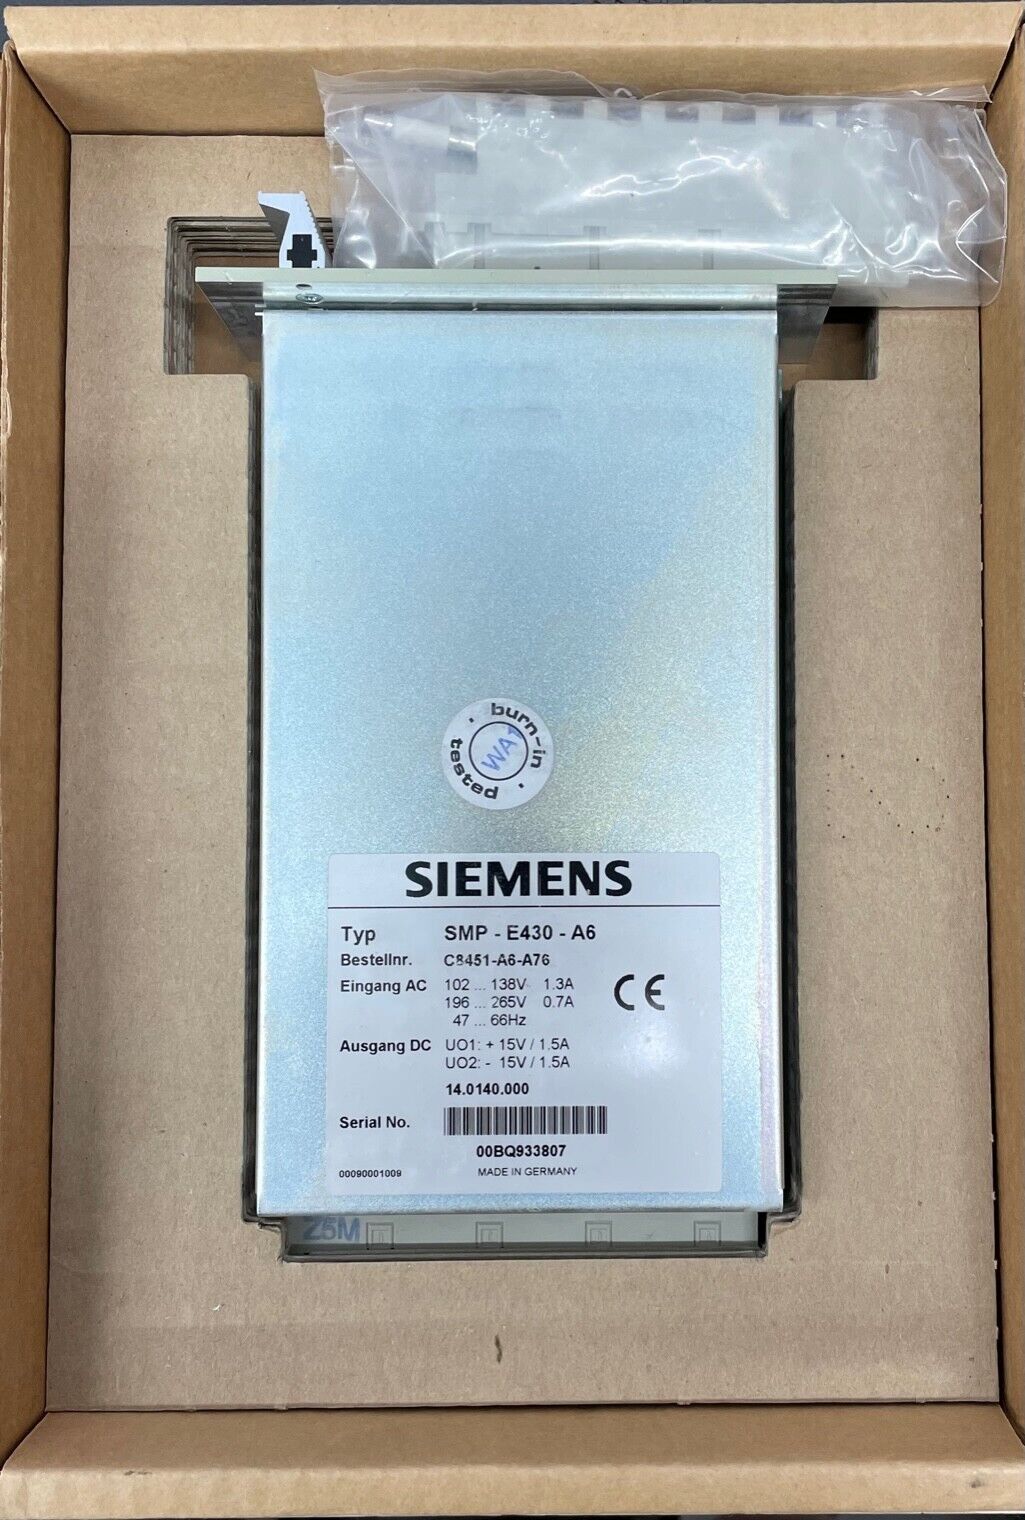 burn-in
tested
WA1
SIEMENS
Typ SMP - E430 - A6
Bestellnr. C8451-A6-A76
Eingang AC 102 ... 138V 1.3A
196 ... 265V 0.7A
47 ... 66Hz
CE
Ausgang DC UO1: + 15V / 1.5A
UO2: - 15V / 1.5A
14.0140.000
Serial No.
00BQ933807
00090001009 MADE IN GERMANY
Z5M